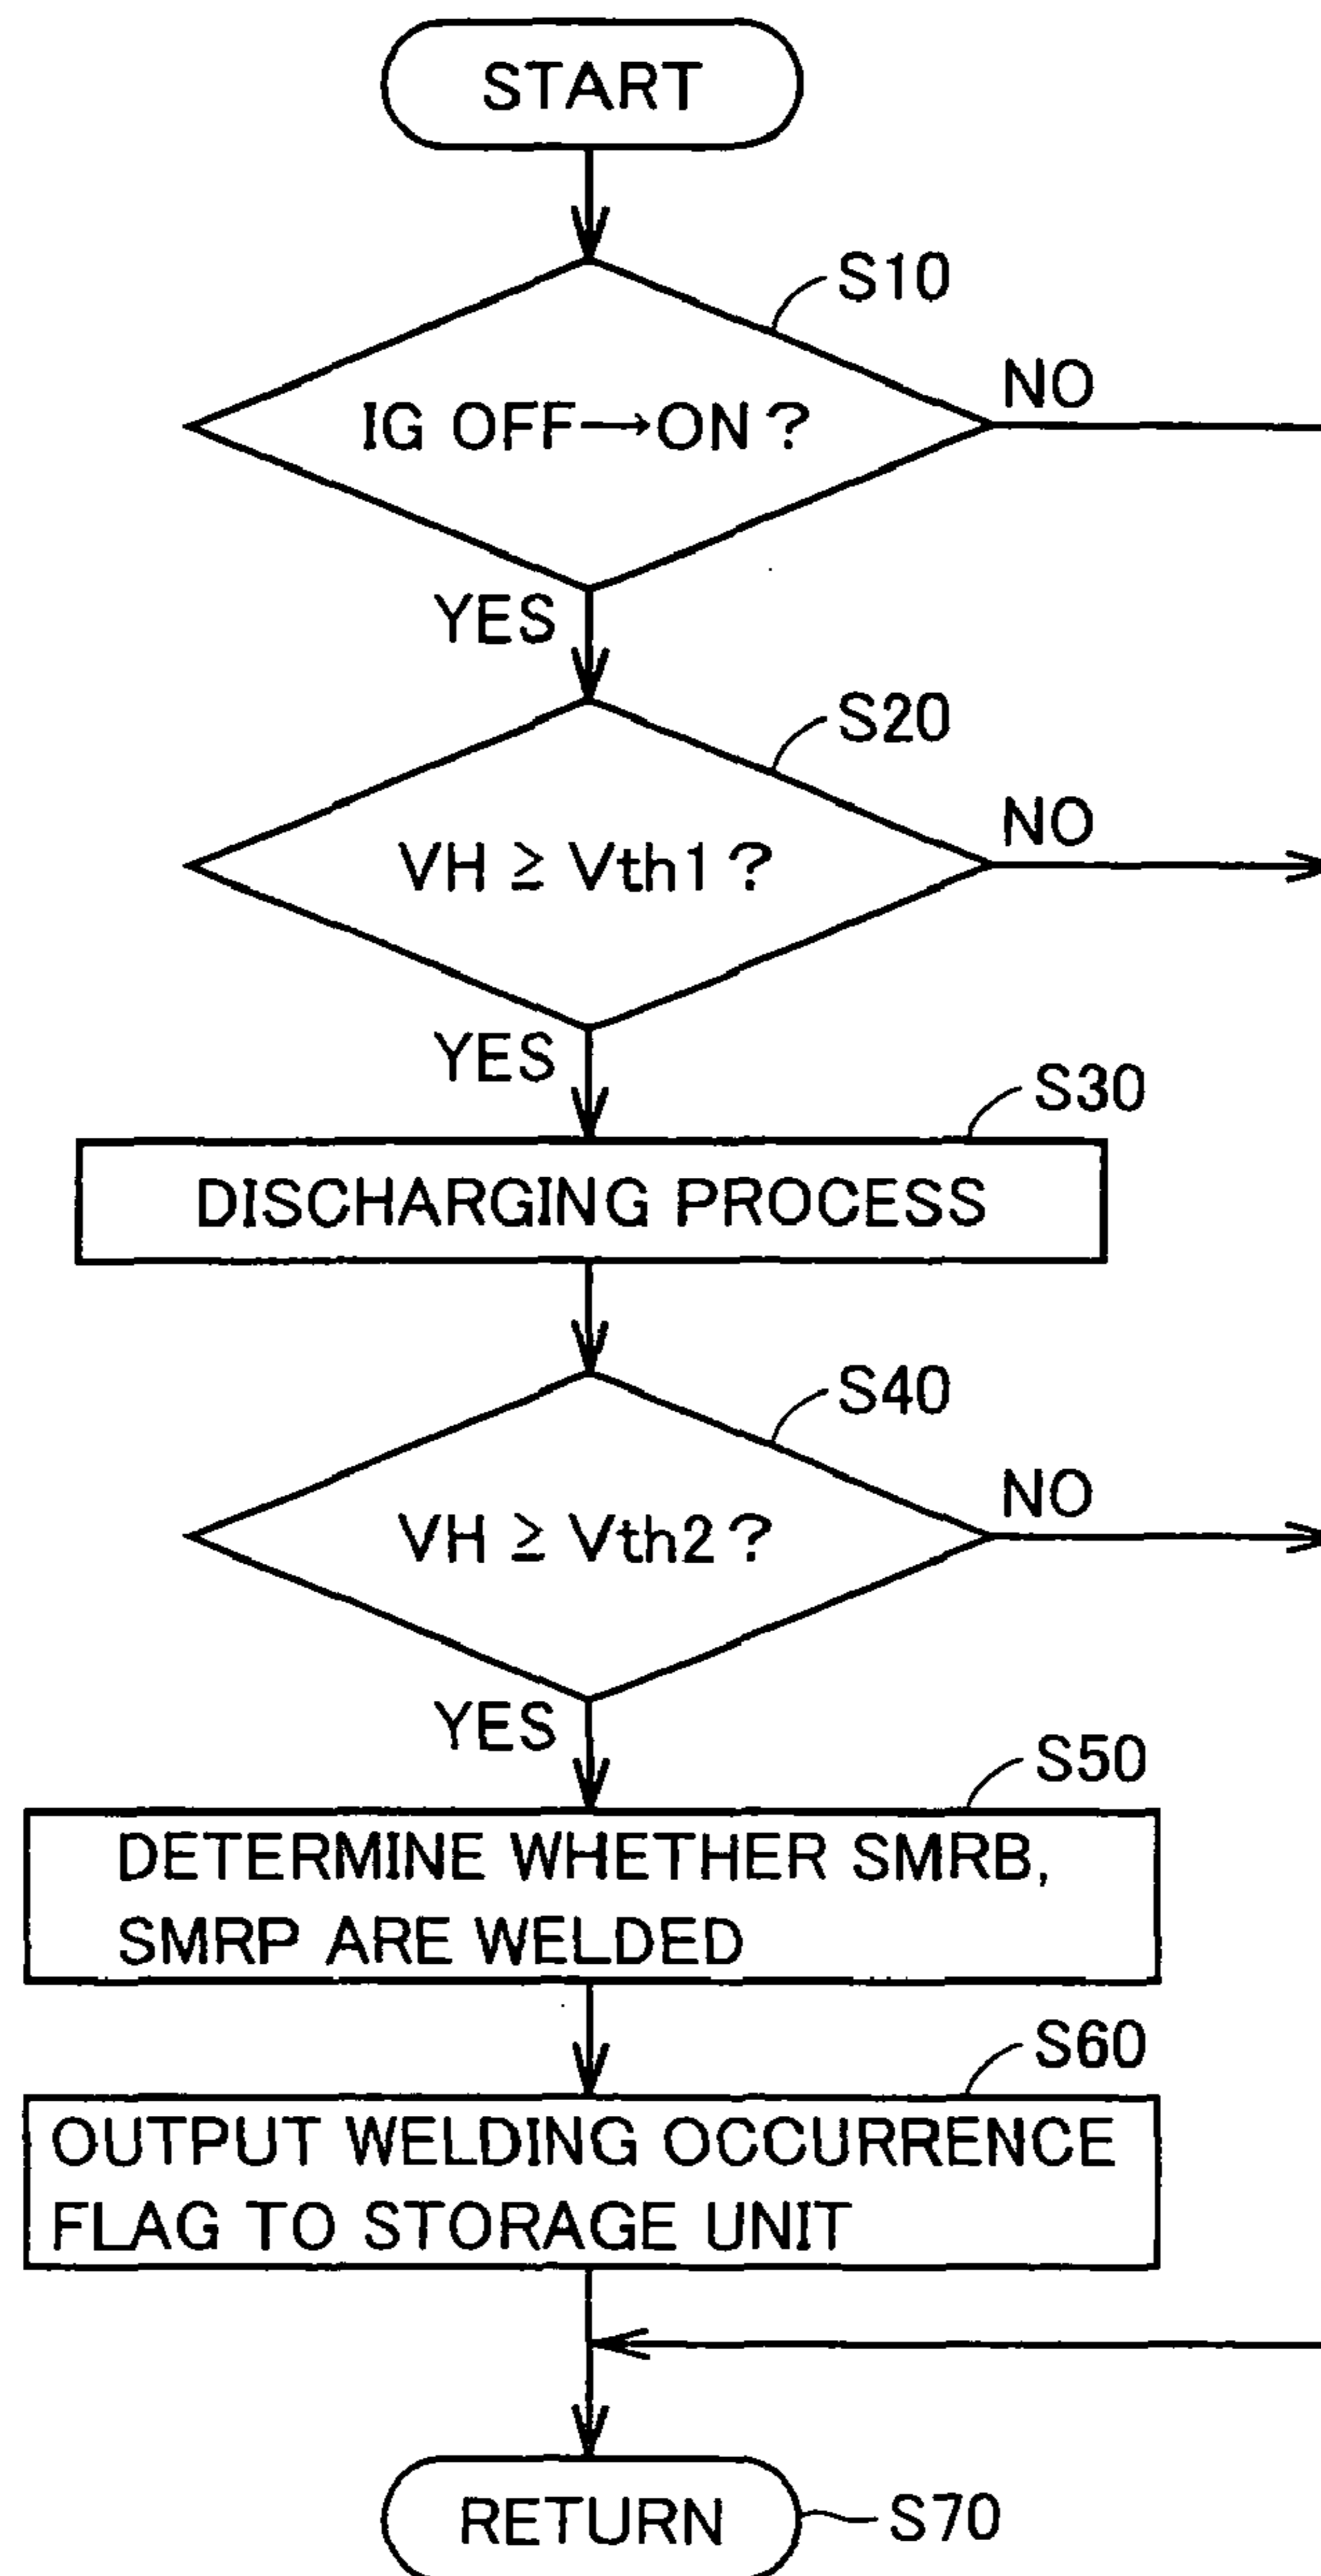 START
S10
IG OFF→ON ?
NO
YES
S20
VH ≧ Vth1 ?
NO
YES
S30
DISCHARGING PROCESS
S40
VH ≧ Vth2 ?
NO
YES
S50
DETERMINE WHETHER SMRB,
SMRP ARE WELDED
S60
OUTPUT WELDING OCCURRENCE
FLAG TO STORAGE UNIT
RETURN
S70